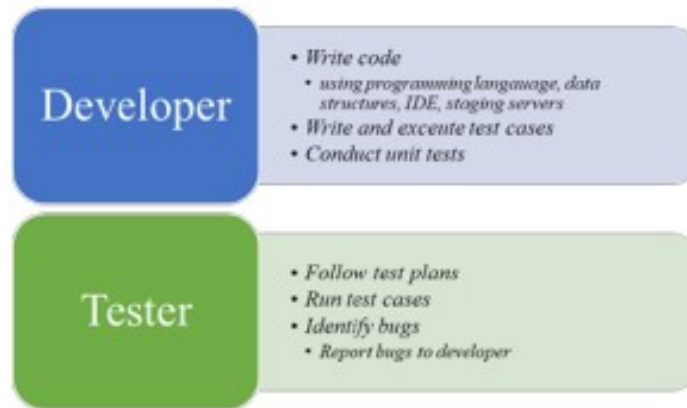 Developer
• Write code
• using programming langauage, data
structures, IDE, staging servers
• Write and exceute test cases
• Conduct unit tests
Tester
• Follow test plans
• Run test cases
• Identify bugs
• Report bugs to developer